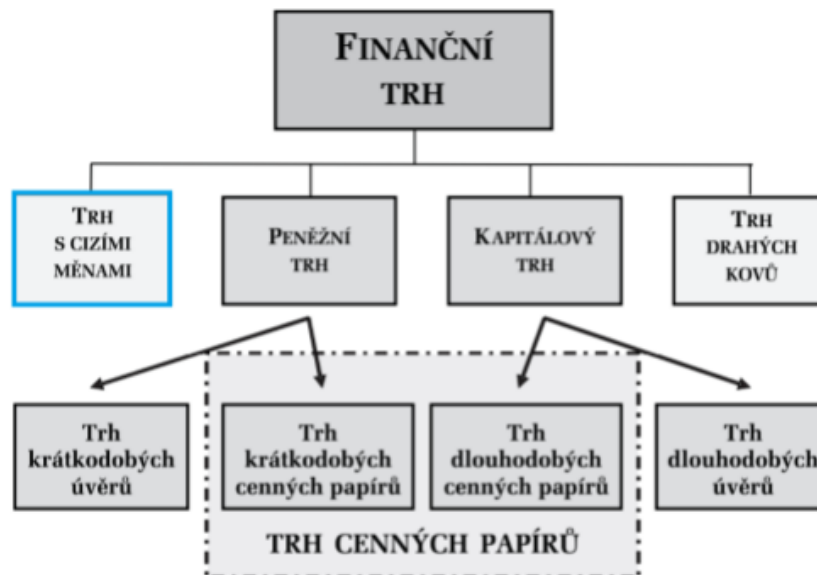 FINANČNÍ
TRH
TRH
S CIZÍMI
MĚNAMI
PENĚŽNÍ
TRH
KAPITÁLOVÝ
TRH
TRH
DRAHÝCH
KOVŮ
Trh
krátkodobých
úvěrů
Trh
krátkodobých
cenných papírů
Trh
dlouhodobých
cenných papírů
Trh
dlouhodobých
úvěrů
TRH CENNÝCH PAPÍRŮ